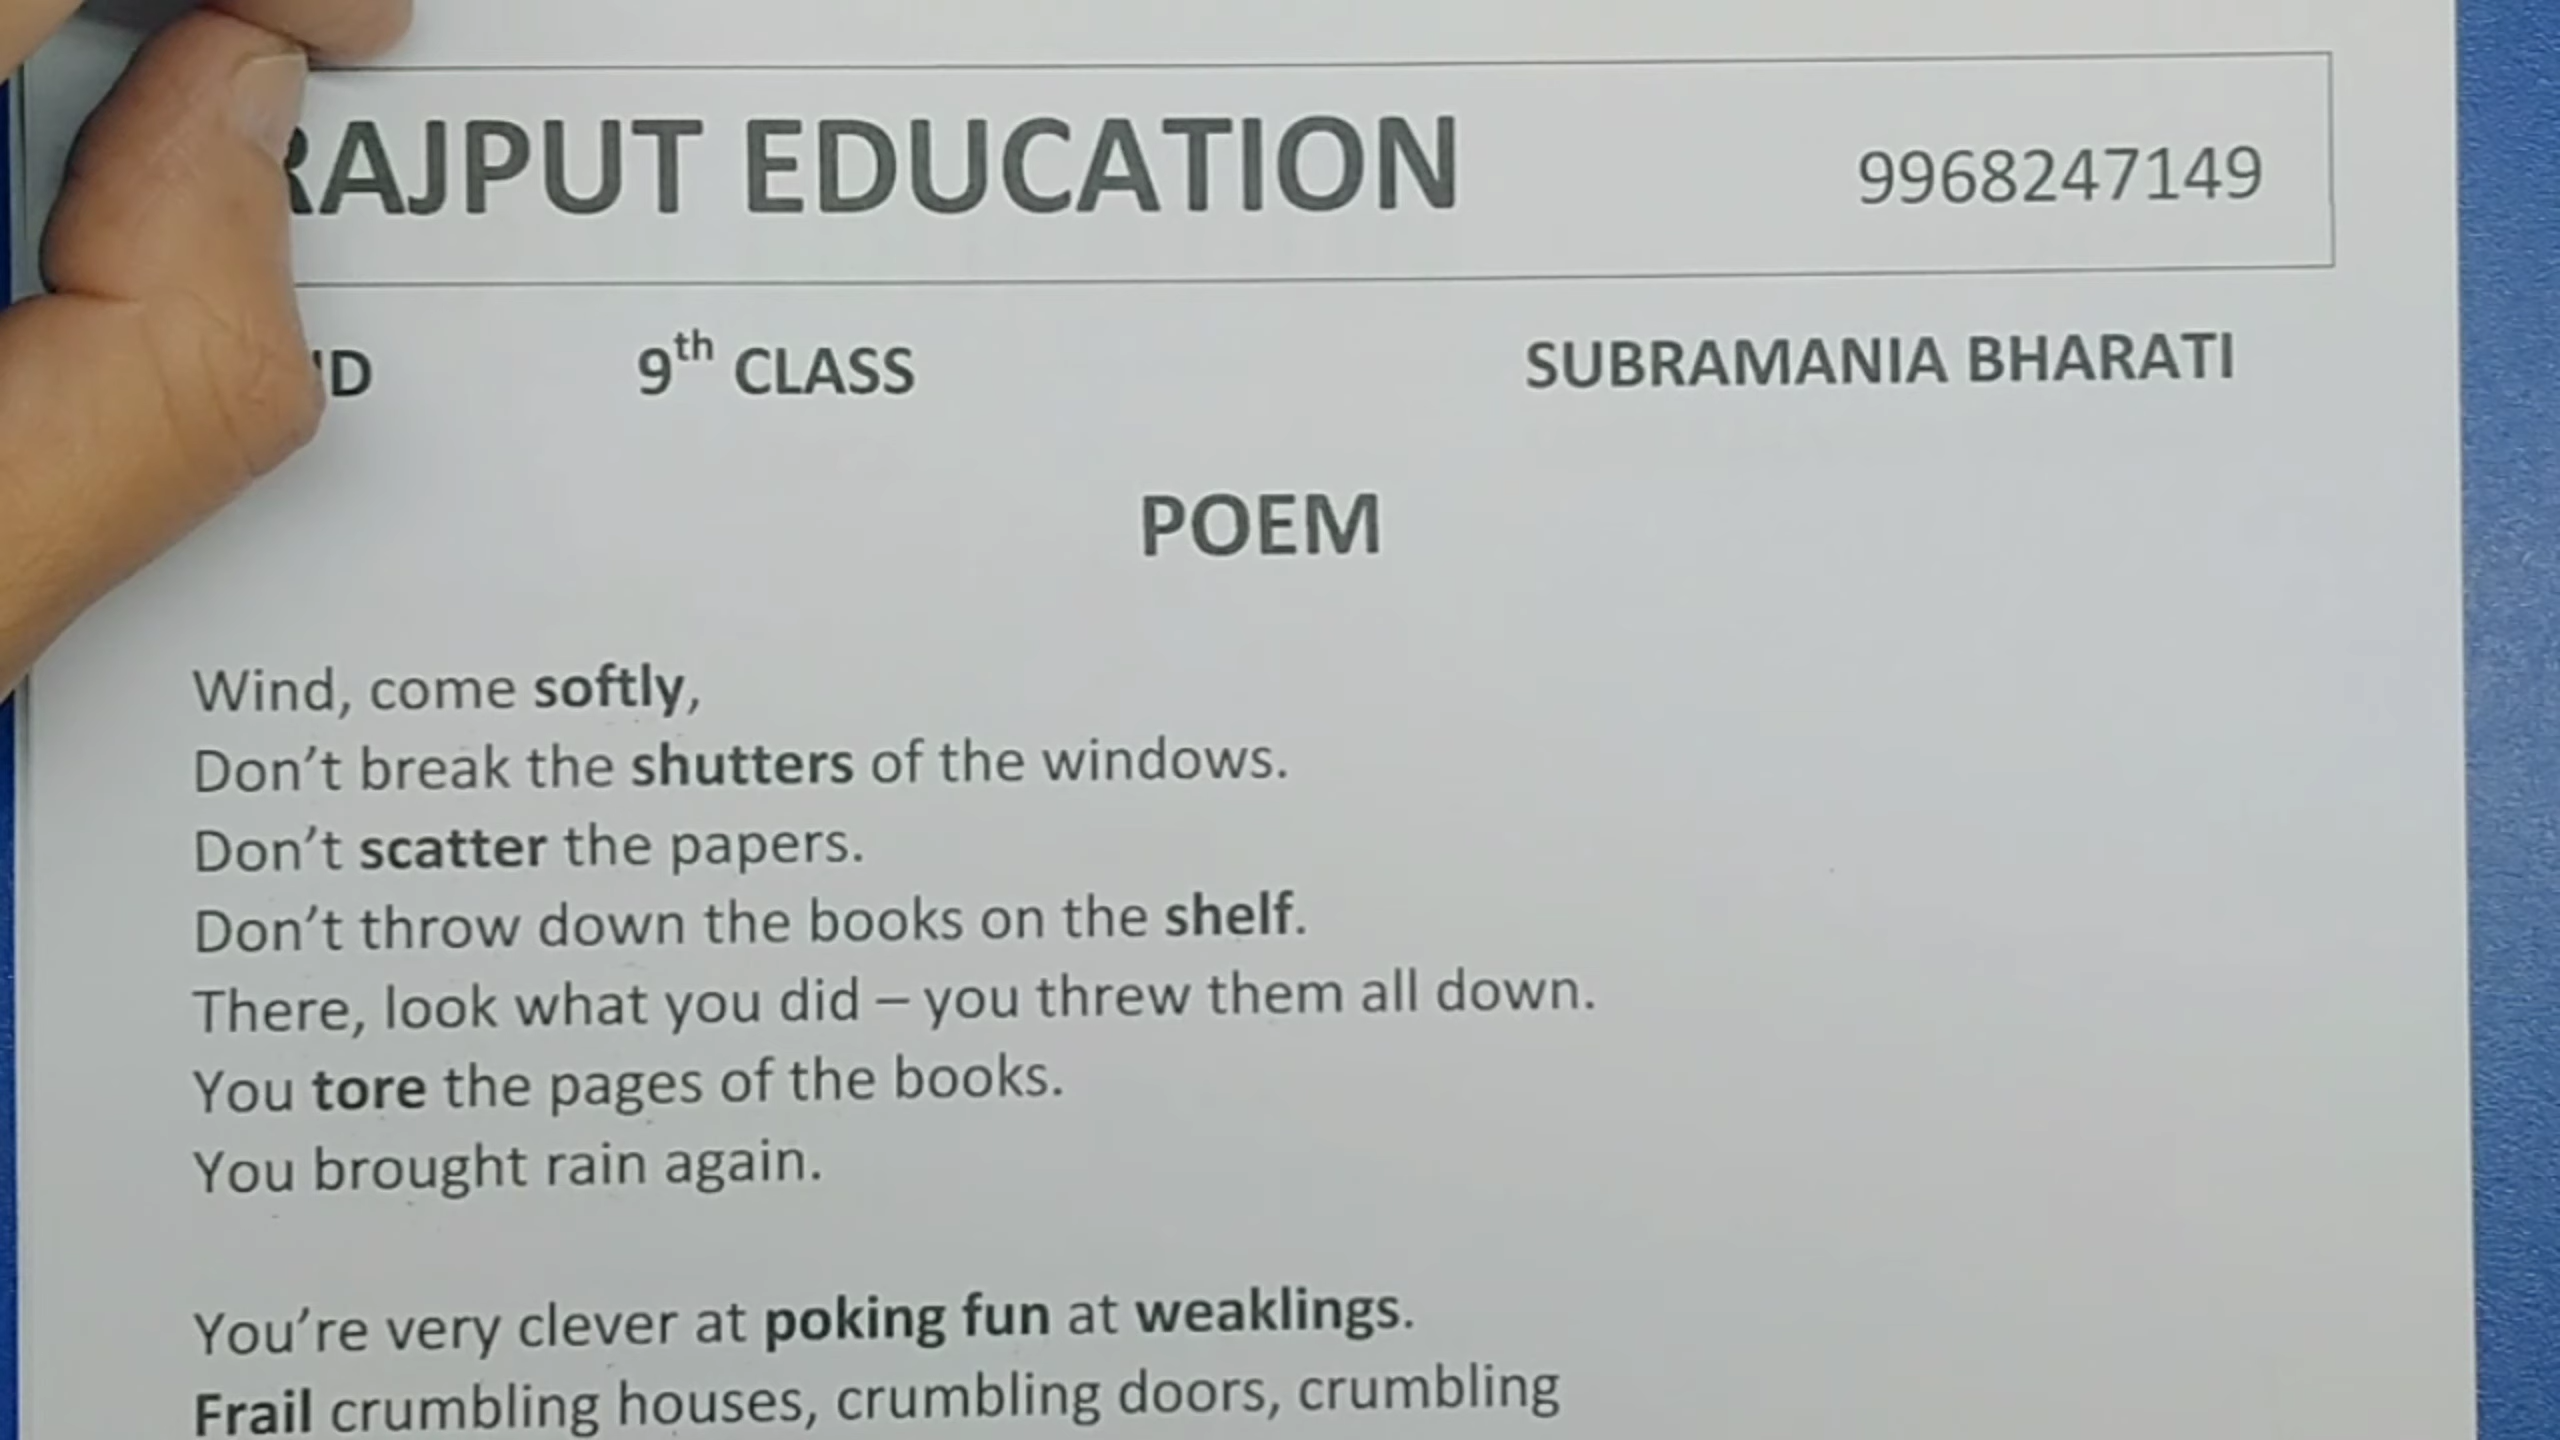 RAJPUT EDUCATION 9968247149
9th CLASS SUBRAMANIA BHARATI
POEM
Wind, come softly,
Don’t break the shutters of the windows.
Don’t scatter the papers.
Don’t throw down the books on the shelf.
There, look what you did – you threw them all down.
You tore the pages of the books.
You brought rain again.
You’re very clever at poking fun at weaklings.
Frail crumbling houses, crumbling doors, crumbling